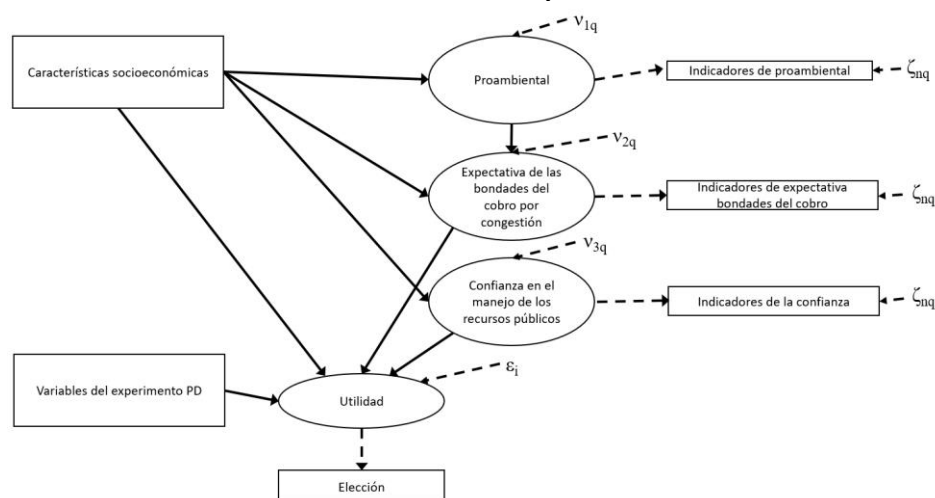 ν1q
Características socioeconómicas
Proambiental
Indicadores de proambiental
ζnq
ν2q
Expectativa de las
bondades del
cobro por
congestión
Indicadores de expectativa
bondades del cobro
ζnq
ν3q
Confianza en el
manejo de los
recursos públicos
Indicadores de la confianza
ζnq
εi
Variables del experimento PD
Utilidad
Elección